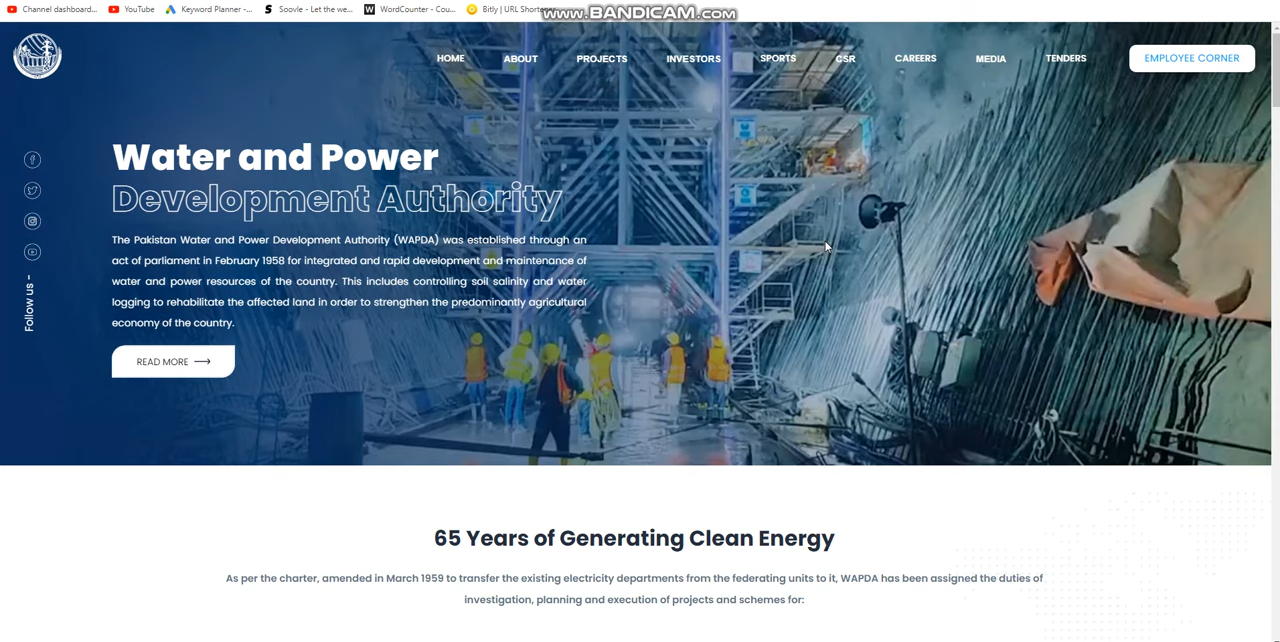 Channel dashboard... YouTube Keyword Planner -... Soovle - Let the we... WordCounter - Cou... Bitly | URL Shortene...
www.BANDICAM.com
HOME ABOUT PROJECTS INVESTORS SPORTS CSR CAREERS MEDIA TENDERS EMPLOYEE CORNER
Water and Power
Development Authority
The Pakistan Water and Power Development Authority (WAPDA) was established through an
act of parliament in February 1958 for integrated and rapid development and maintenance of
water and power resources of the country. This includes controlling soil salinity and water
logging to rehabilitate the affected land in order to strengthen the predominantly agricultural
economy of the country.
READ MORE
Follow us -
65 Years of Generating Clean Energy
As per the charter, amended in March 1959 to transfer the existing electricity departments from the federating units to it, WAPDA has been assigned the duties of
investigation, planning and execution of projects and schemes for: